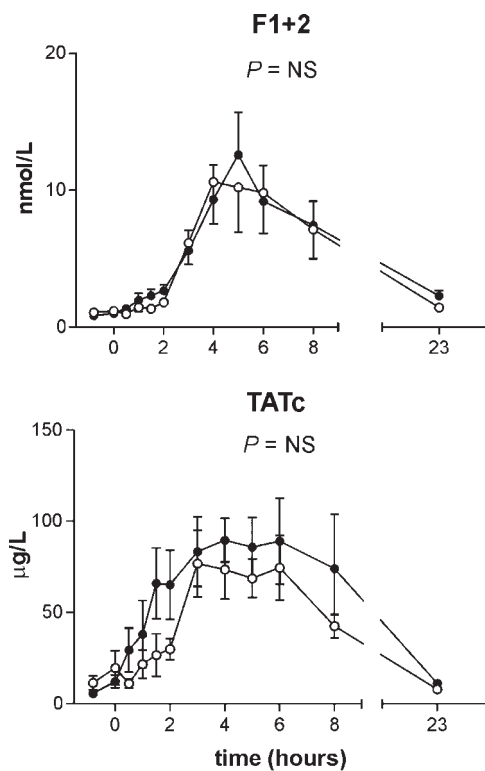 F1+2
P = NS
20
10
0
nmol/L
0 2 4 6 8 23
TATc
P = NS
150
100
50
0
μg/L
0 2 4 6 8 23
time (hours)